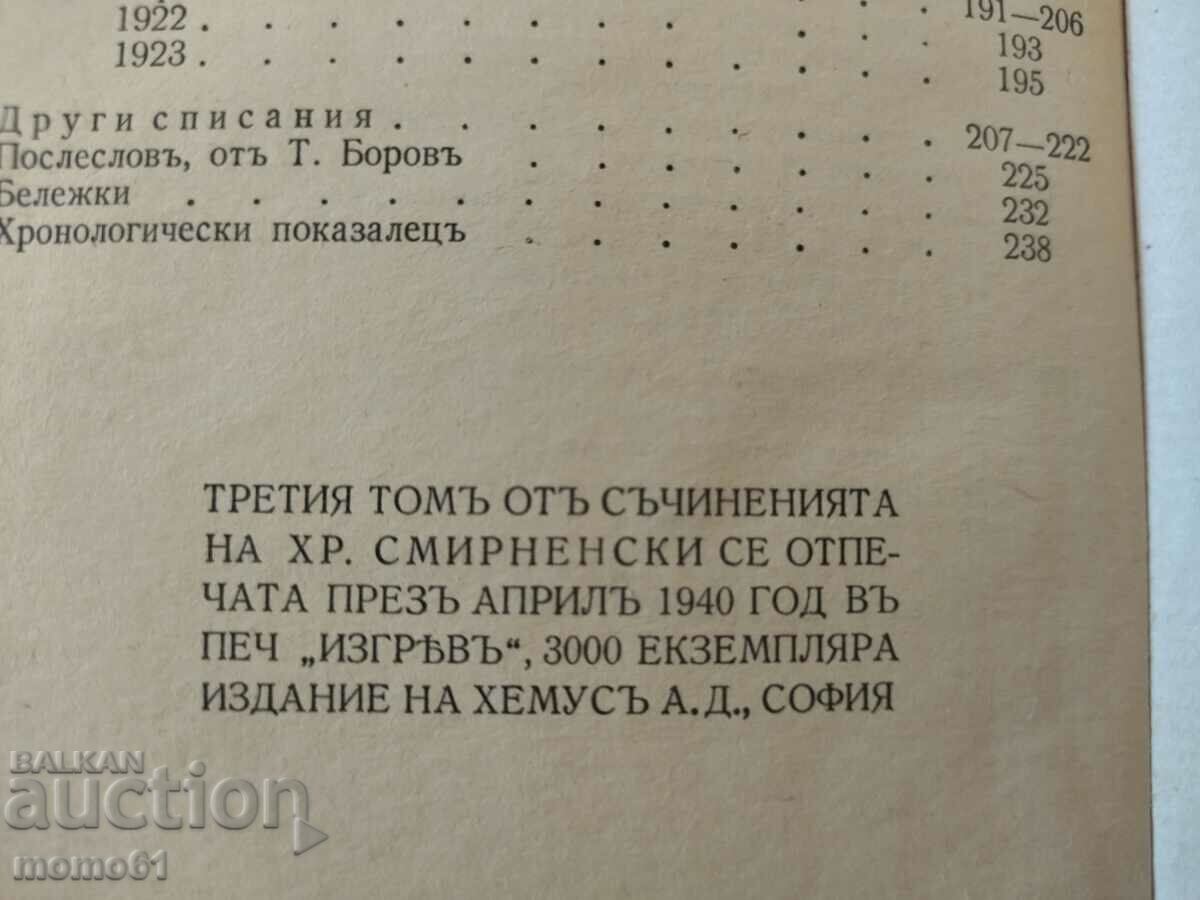 191—206
1922 . . . . . . . . . . . 193
1923 . . . . . . . . . . . 195
Други списания . . . . . . . . . 207—222
Послесловъ, отъ Т. Боровъ . . . . . . . 225
Бележки . . . . . . . . . . . . 232
Хронологически показалецъ . . . . . . . 238
ТРЕТИЯ ТОМЪ ОТЪ СЪЧИНЕНИЯТА
НА ХР. СМИРНЕНСКИ СЕ ОТПЕ-
ЧАТА ПРЕЗЪ АПРИЛЪ 1940 ГОД ВЪ
ПЕЧ „ИЗГРѢВЪ“, 3000 ЕКЗЕМПЛЯРА
ИЗДАНИЕ НА ХЕМУСЪ А.Д., СОФИЯ
BALKAN
auction
momo61